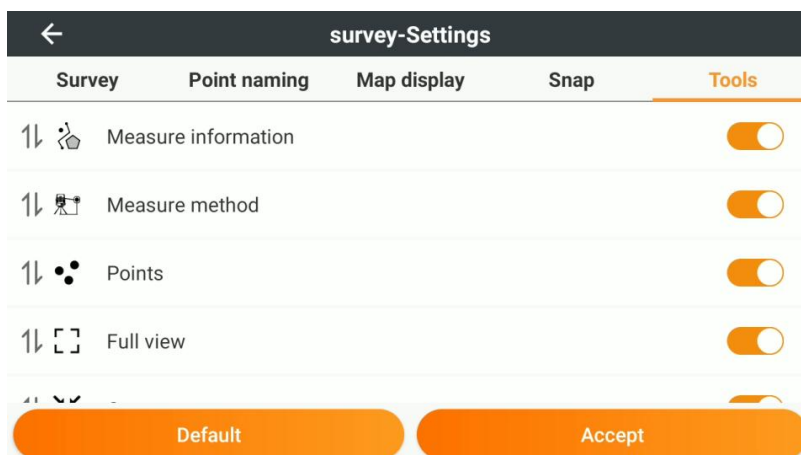 survey-Settings
Survey Point naming Map display Snap Tools
Measure information
Measure method
Points
Full view
Default Accept